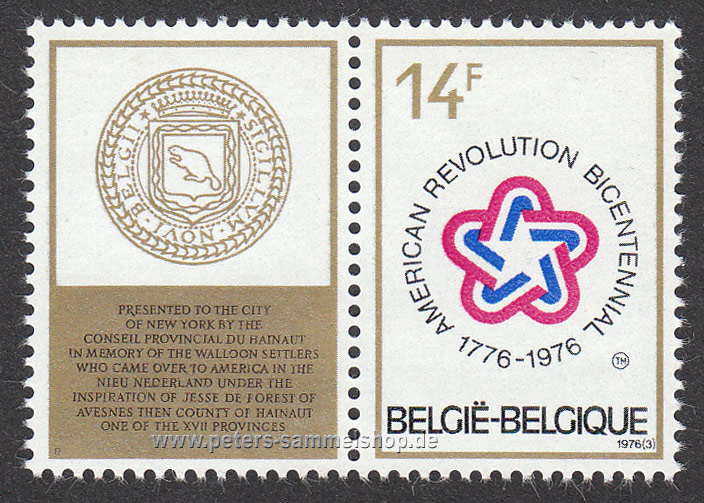 SIGILLVM · NOVI · BELGII
PRESENTED TO THE CITY
OF NEW YORK BY THE
CONSEIL PROVINCIAL DU HAINAUT
IN MEMORY OF THE WALLOON SETTLERS
WHO CAME OVER TO AMERICA IN THE
NIEU NEDERLAND UNDER THE
INSPIRATION OF JESSE DE FOREST OF
AVESNES THEN COUNTY OF HAINAUT
ONE OF THE XVII PROVINCES
14F
AMERICAN REVOLUTION BICENTENNIAL
1776-1976
TM
BELGIË-BELGIQUE
1976(3)
www.peters-sammelshop.de